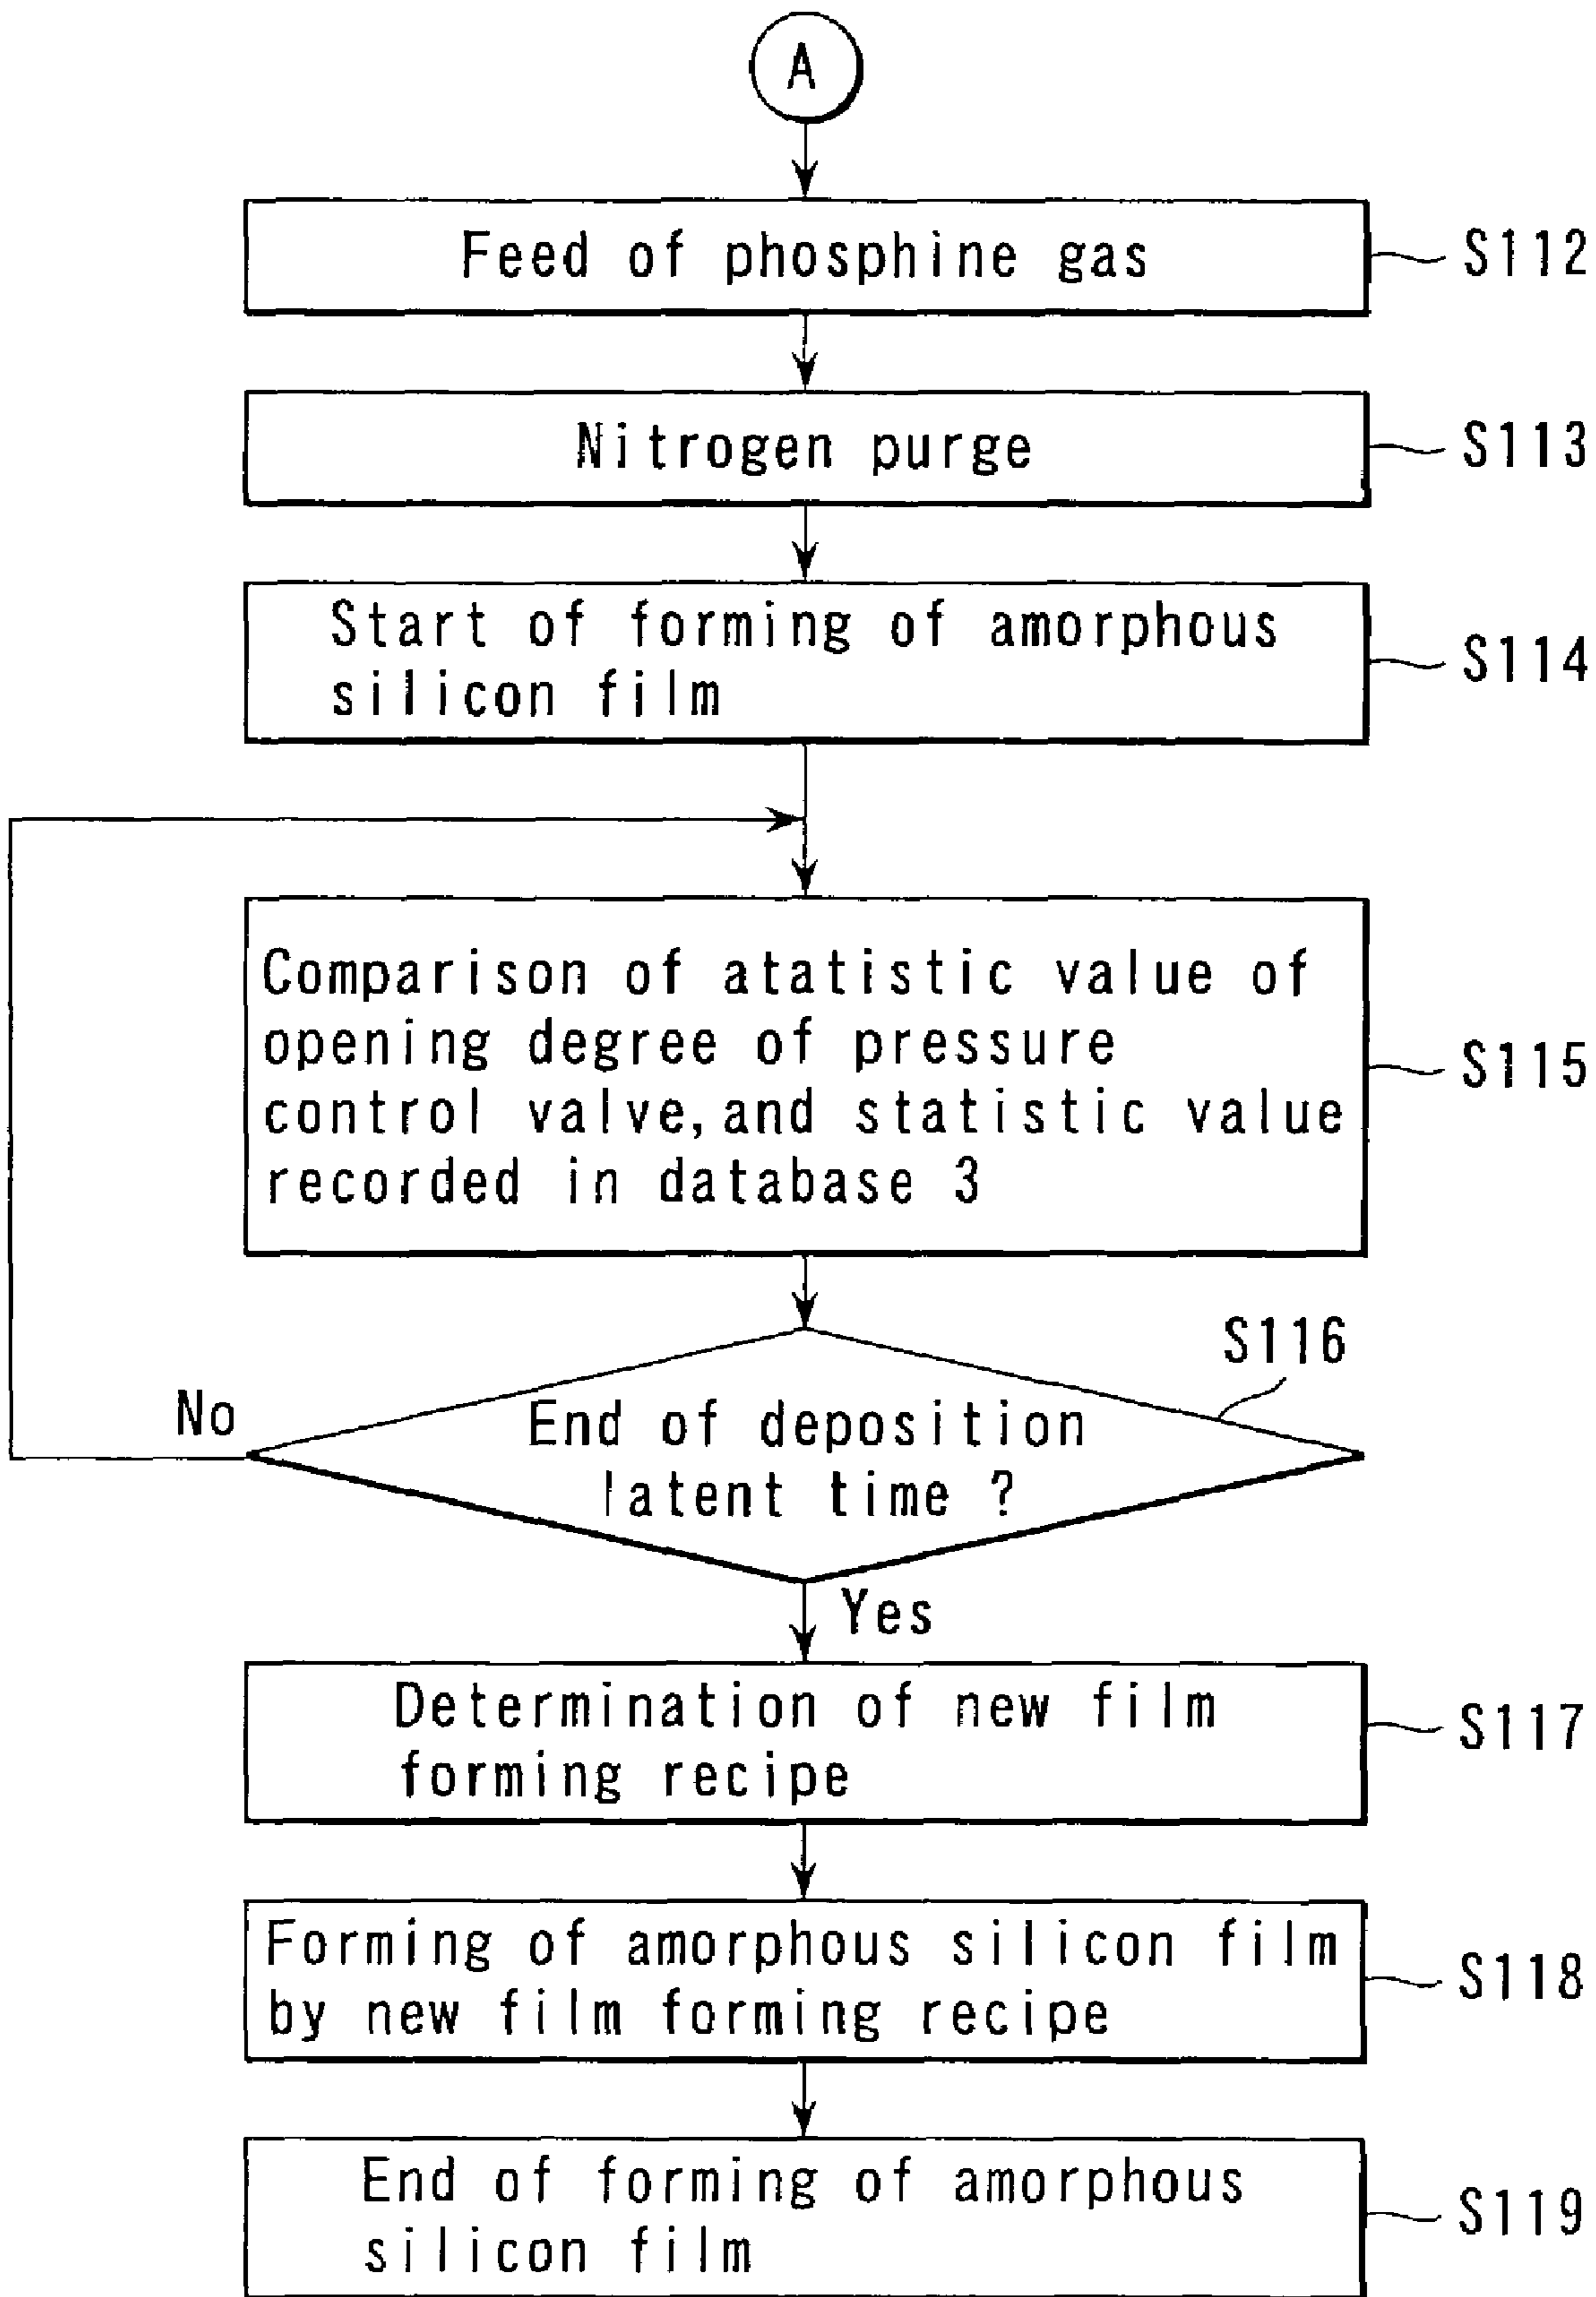 A
Feed of phosphine gas
S112
Nitrogen purge
S113
Start of forming of amorphous
silicon film
S114
Comparison of atatistic value of
opening degree of pressure
control valve, and statistic value
recorded in database 3
S115
S116
No
End of deposition
latent time ?
Yes
Determination of new film
forming recipe
S117
Forming of amorphous silicon film
by new film forming recipe
S118
End of forming of amorphous
silicon film
S119